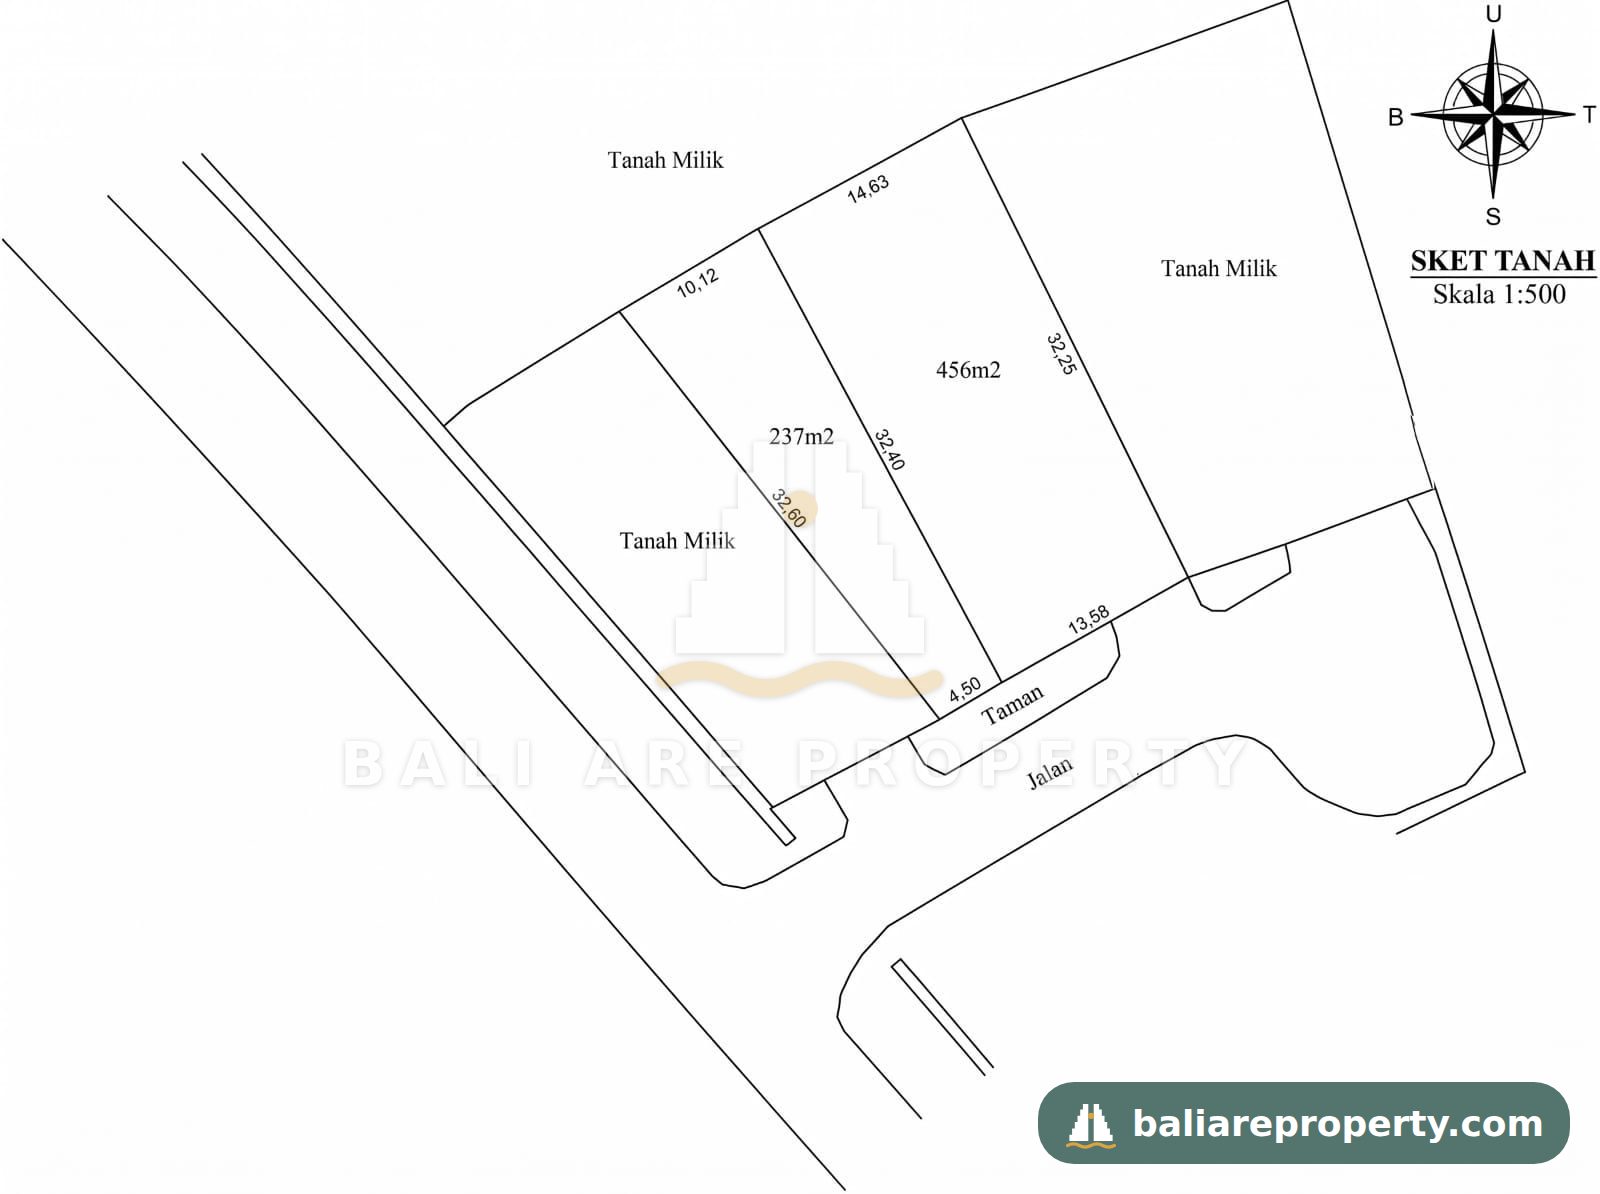 U
B
T
S
SKET TANAH
Skala 1:500
Tanah Milik
14,63
10,12
Tanah Milik
32,25
456m2
237m2
32,40
32,60
Tanah Milik
13,58
4,50
Taman
Jalan
BALI ARE PROPERTY
baliareproperty.com